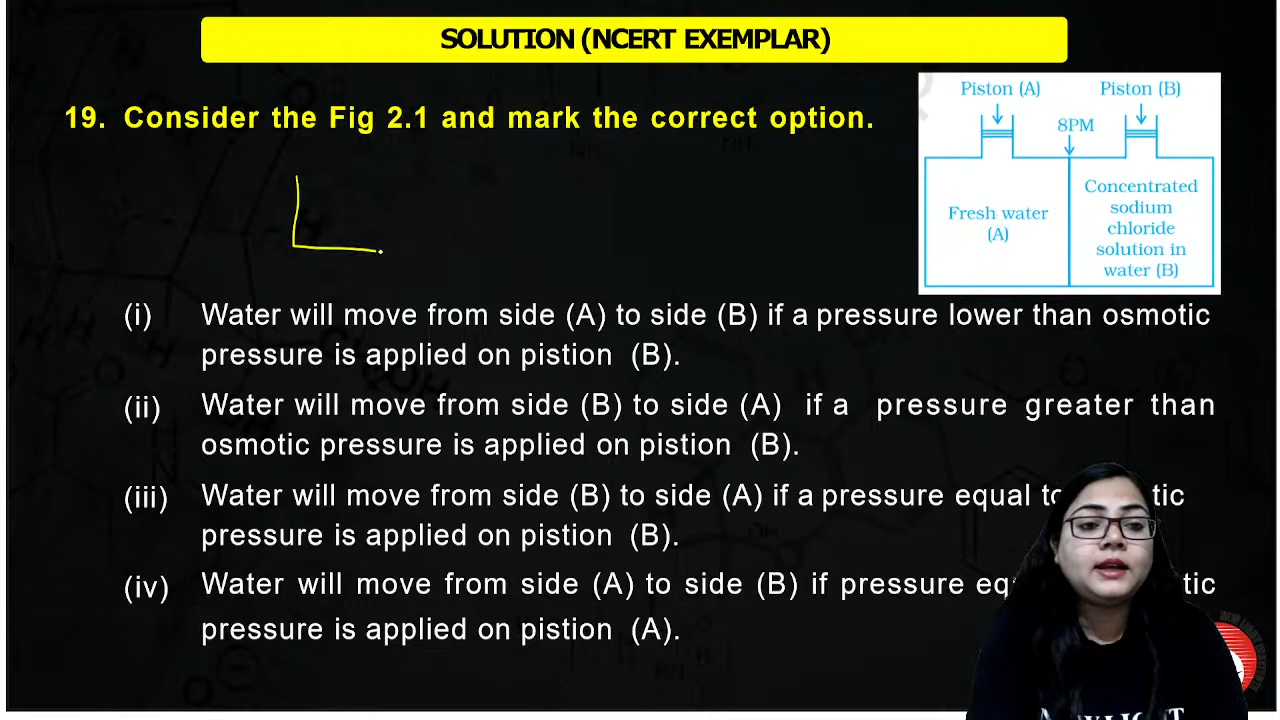 SOLUTION (NCERT EXEMPLAR)
19. Consider the Fig 2.1 and mark the correct option.
Piston (A) Piston (B)
8PM
Fresh water
(A)
Concentrated
sodium
chloride
solution in
water (B)
(i) Water will move from side (A) to side (B) if a pressure lower than osmotic
pressure is applied on pistion (B).
(ii) Water will move from side (B) to side (A) if a pressure greater than
osmotic pressure is applied on pistion (B).
(iii) Water will move from side (B) to side (A) if a pressure equal to tic
pressure is applied on pistion (B).
(iv) Water will move from side (A) to side (B) if pressure eq tic
pressure is applied on pistion (A).